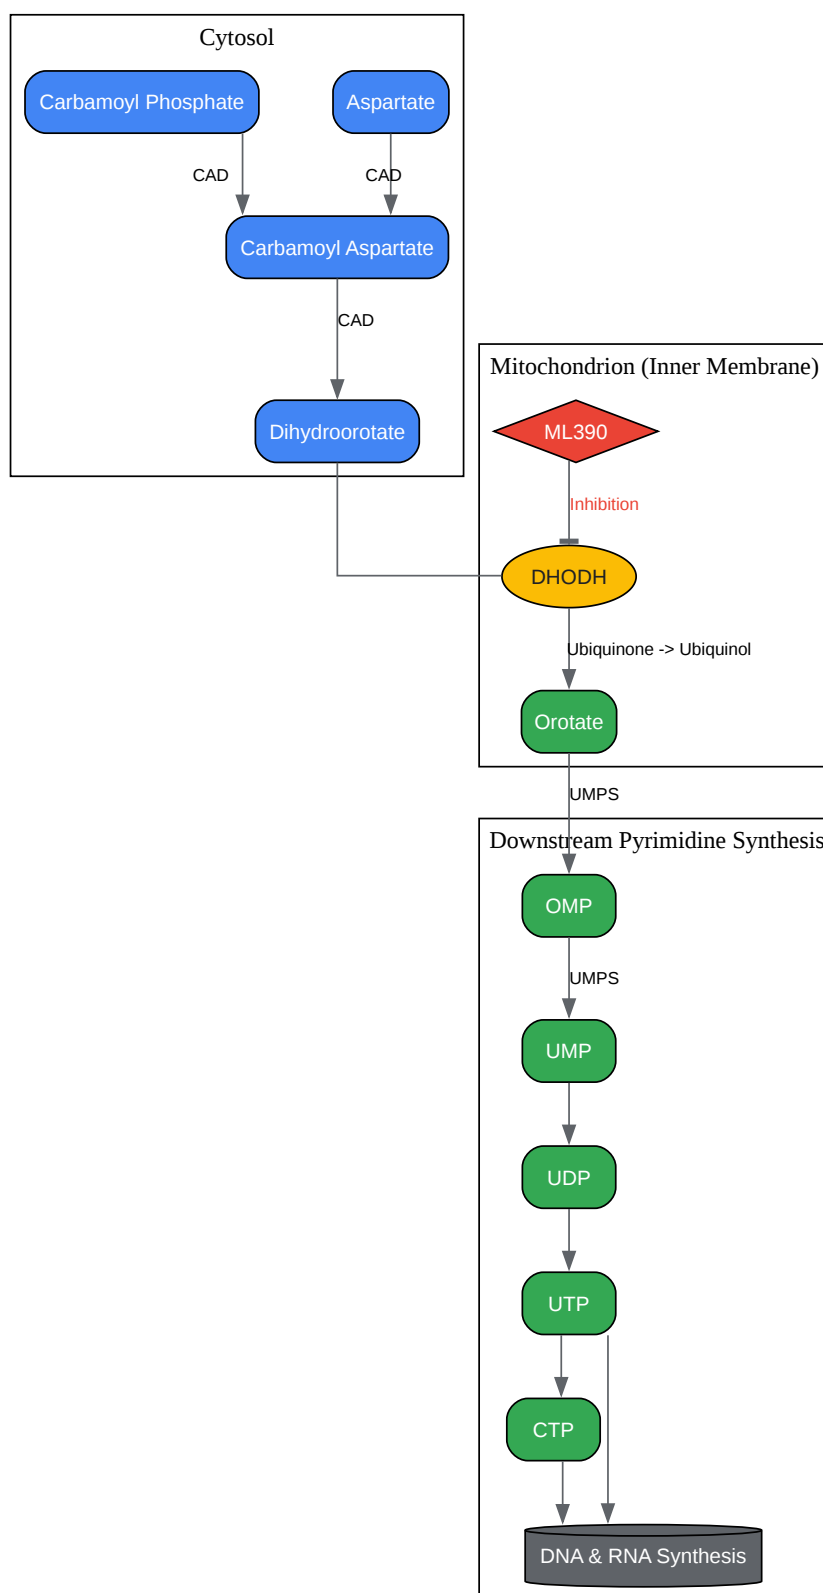 Cytosol
Carbamoyl Phosphate
Aspartate
CAD
CAD
Carbamoyl Aspartate
CAD
Dihydroorotate
Mitochondrion (Inner Membrane)
ML390
Inhibition
DHODH
Ubiquinone -> Ubiquinol
Orotate
UMPS
Downstream Pyrimidine Synthesis
OMP
UMPS
UMP
UDP
UTP
CTP
DNA & RNA Synthesis